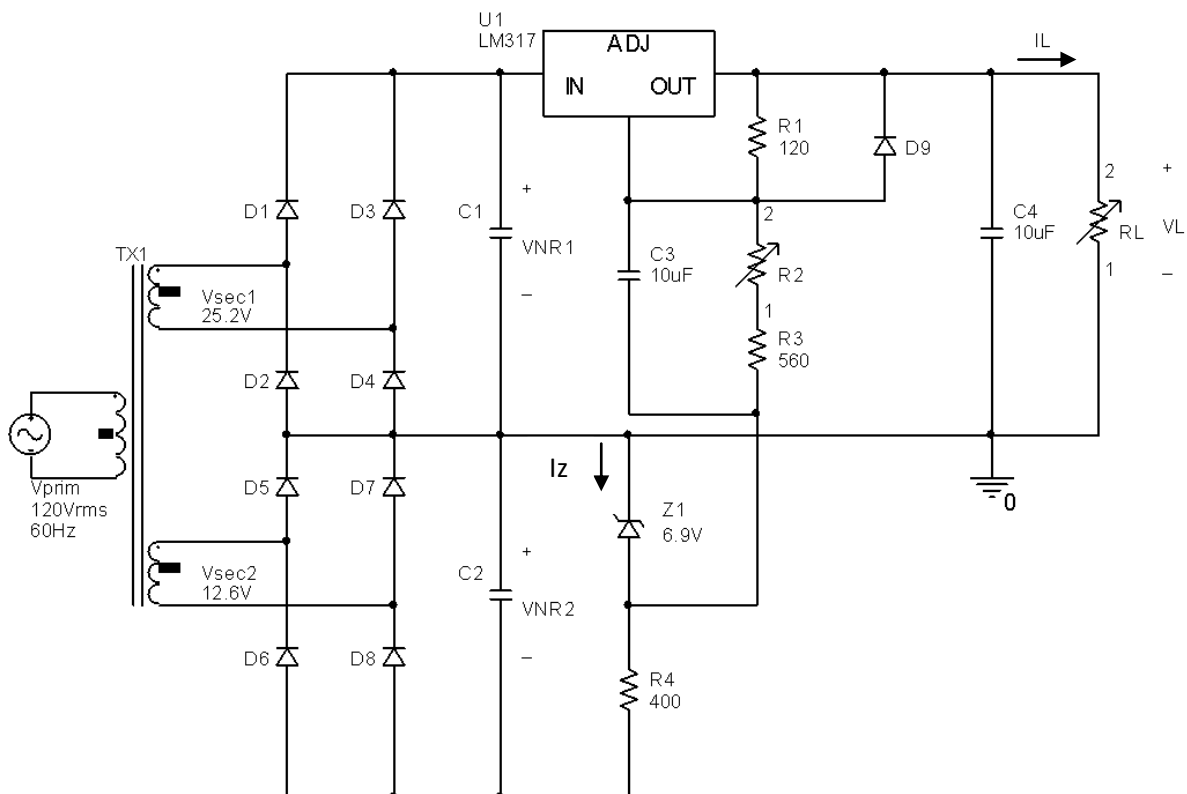 U1
LM317
ADJ
IN
OUT
IL
R1
120
D9
D1
D3
C1
+
VNR1
–
2
C3
10uF
R2
1
C4
10uF
2
RL
1
+
VL
–
TX1
Vsec1
25.2V
R3
560
D2
D4
Iz
0
Vprim
120Vrms
60Hz
D5
D7
Z1
6.9V
Vsec2
12.6V
C2
+
VNR2
–
D6
D8
R4
400